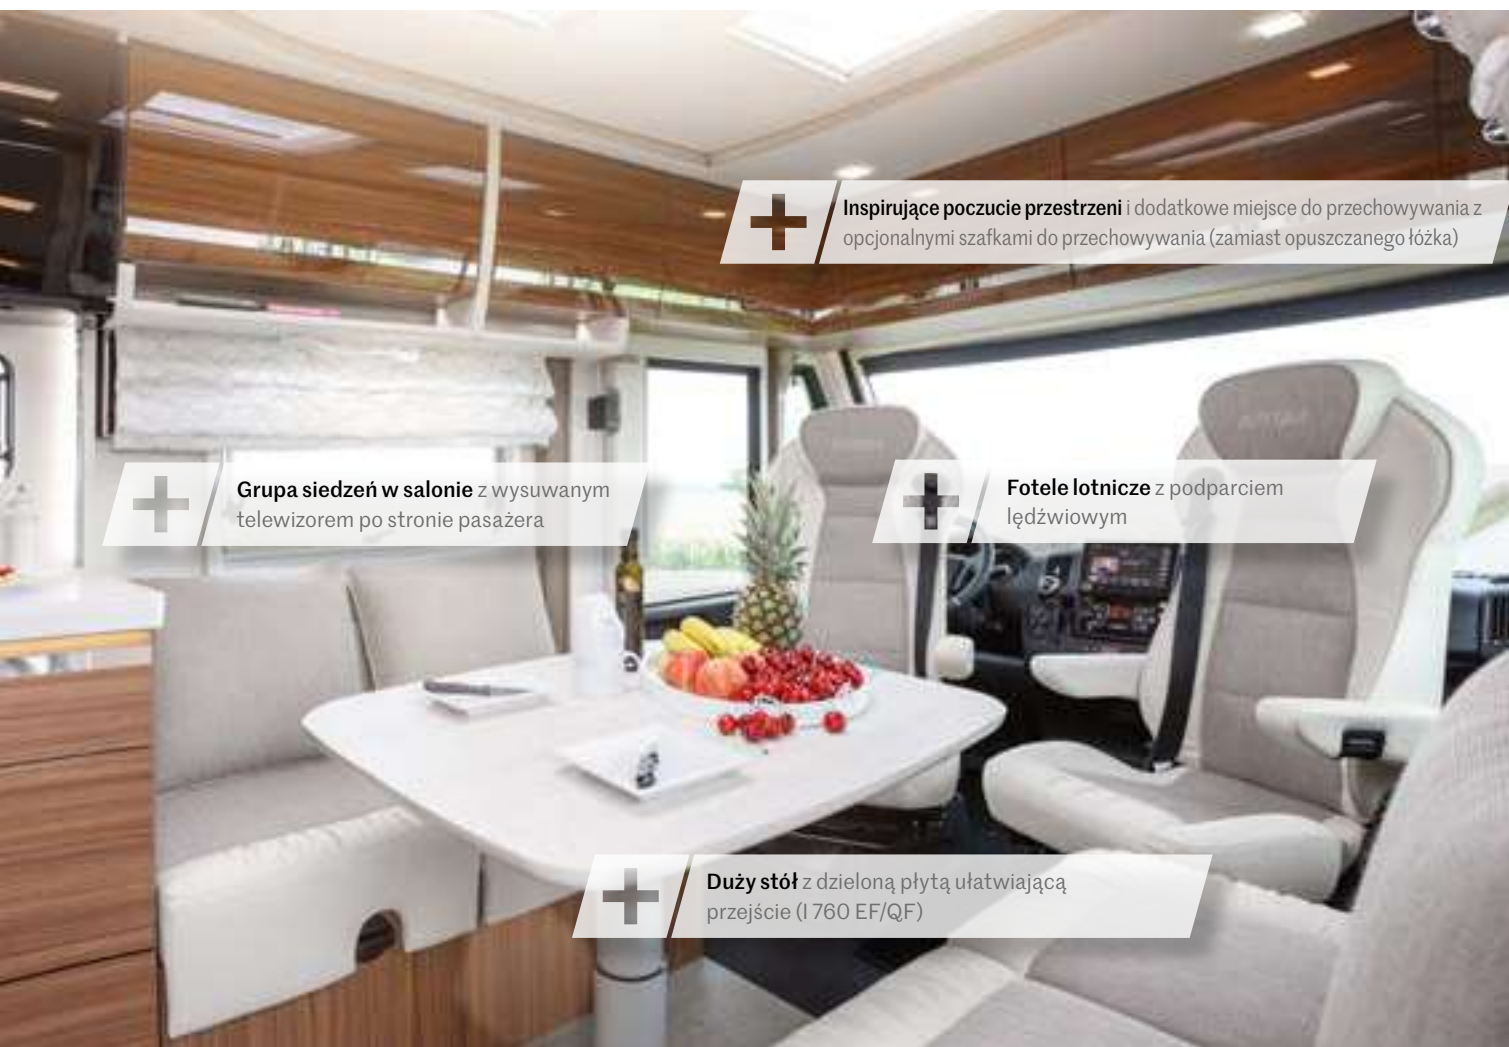 Inspirujące poczucie przestrzeni i dodatkowe miejsce do przechowywania z
opcjonalnymi szafkami do przechowywania (zamiast opuszczanego łóżka)
Grupa siedzeń w salonie z wysuwanym
telewizorem po stronie pasażera
Fotele lotnicze z podparciem
lędźwiowym
Duży stół z dzieloną płytą ułatwiającą
przejście (I 760 EF/QF)